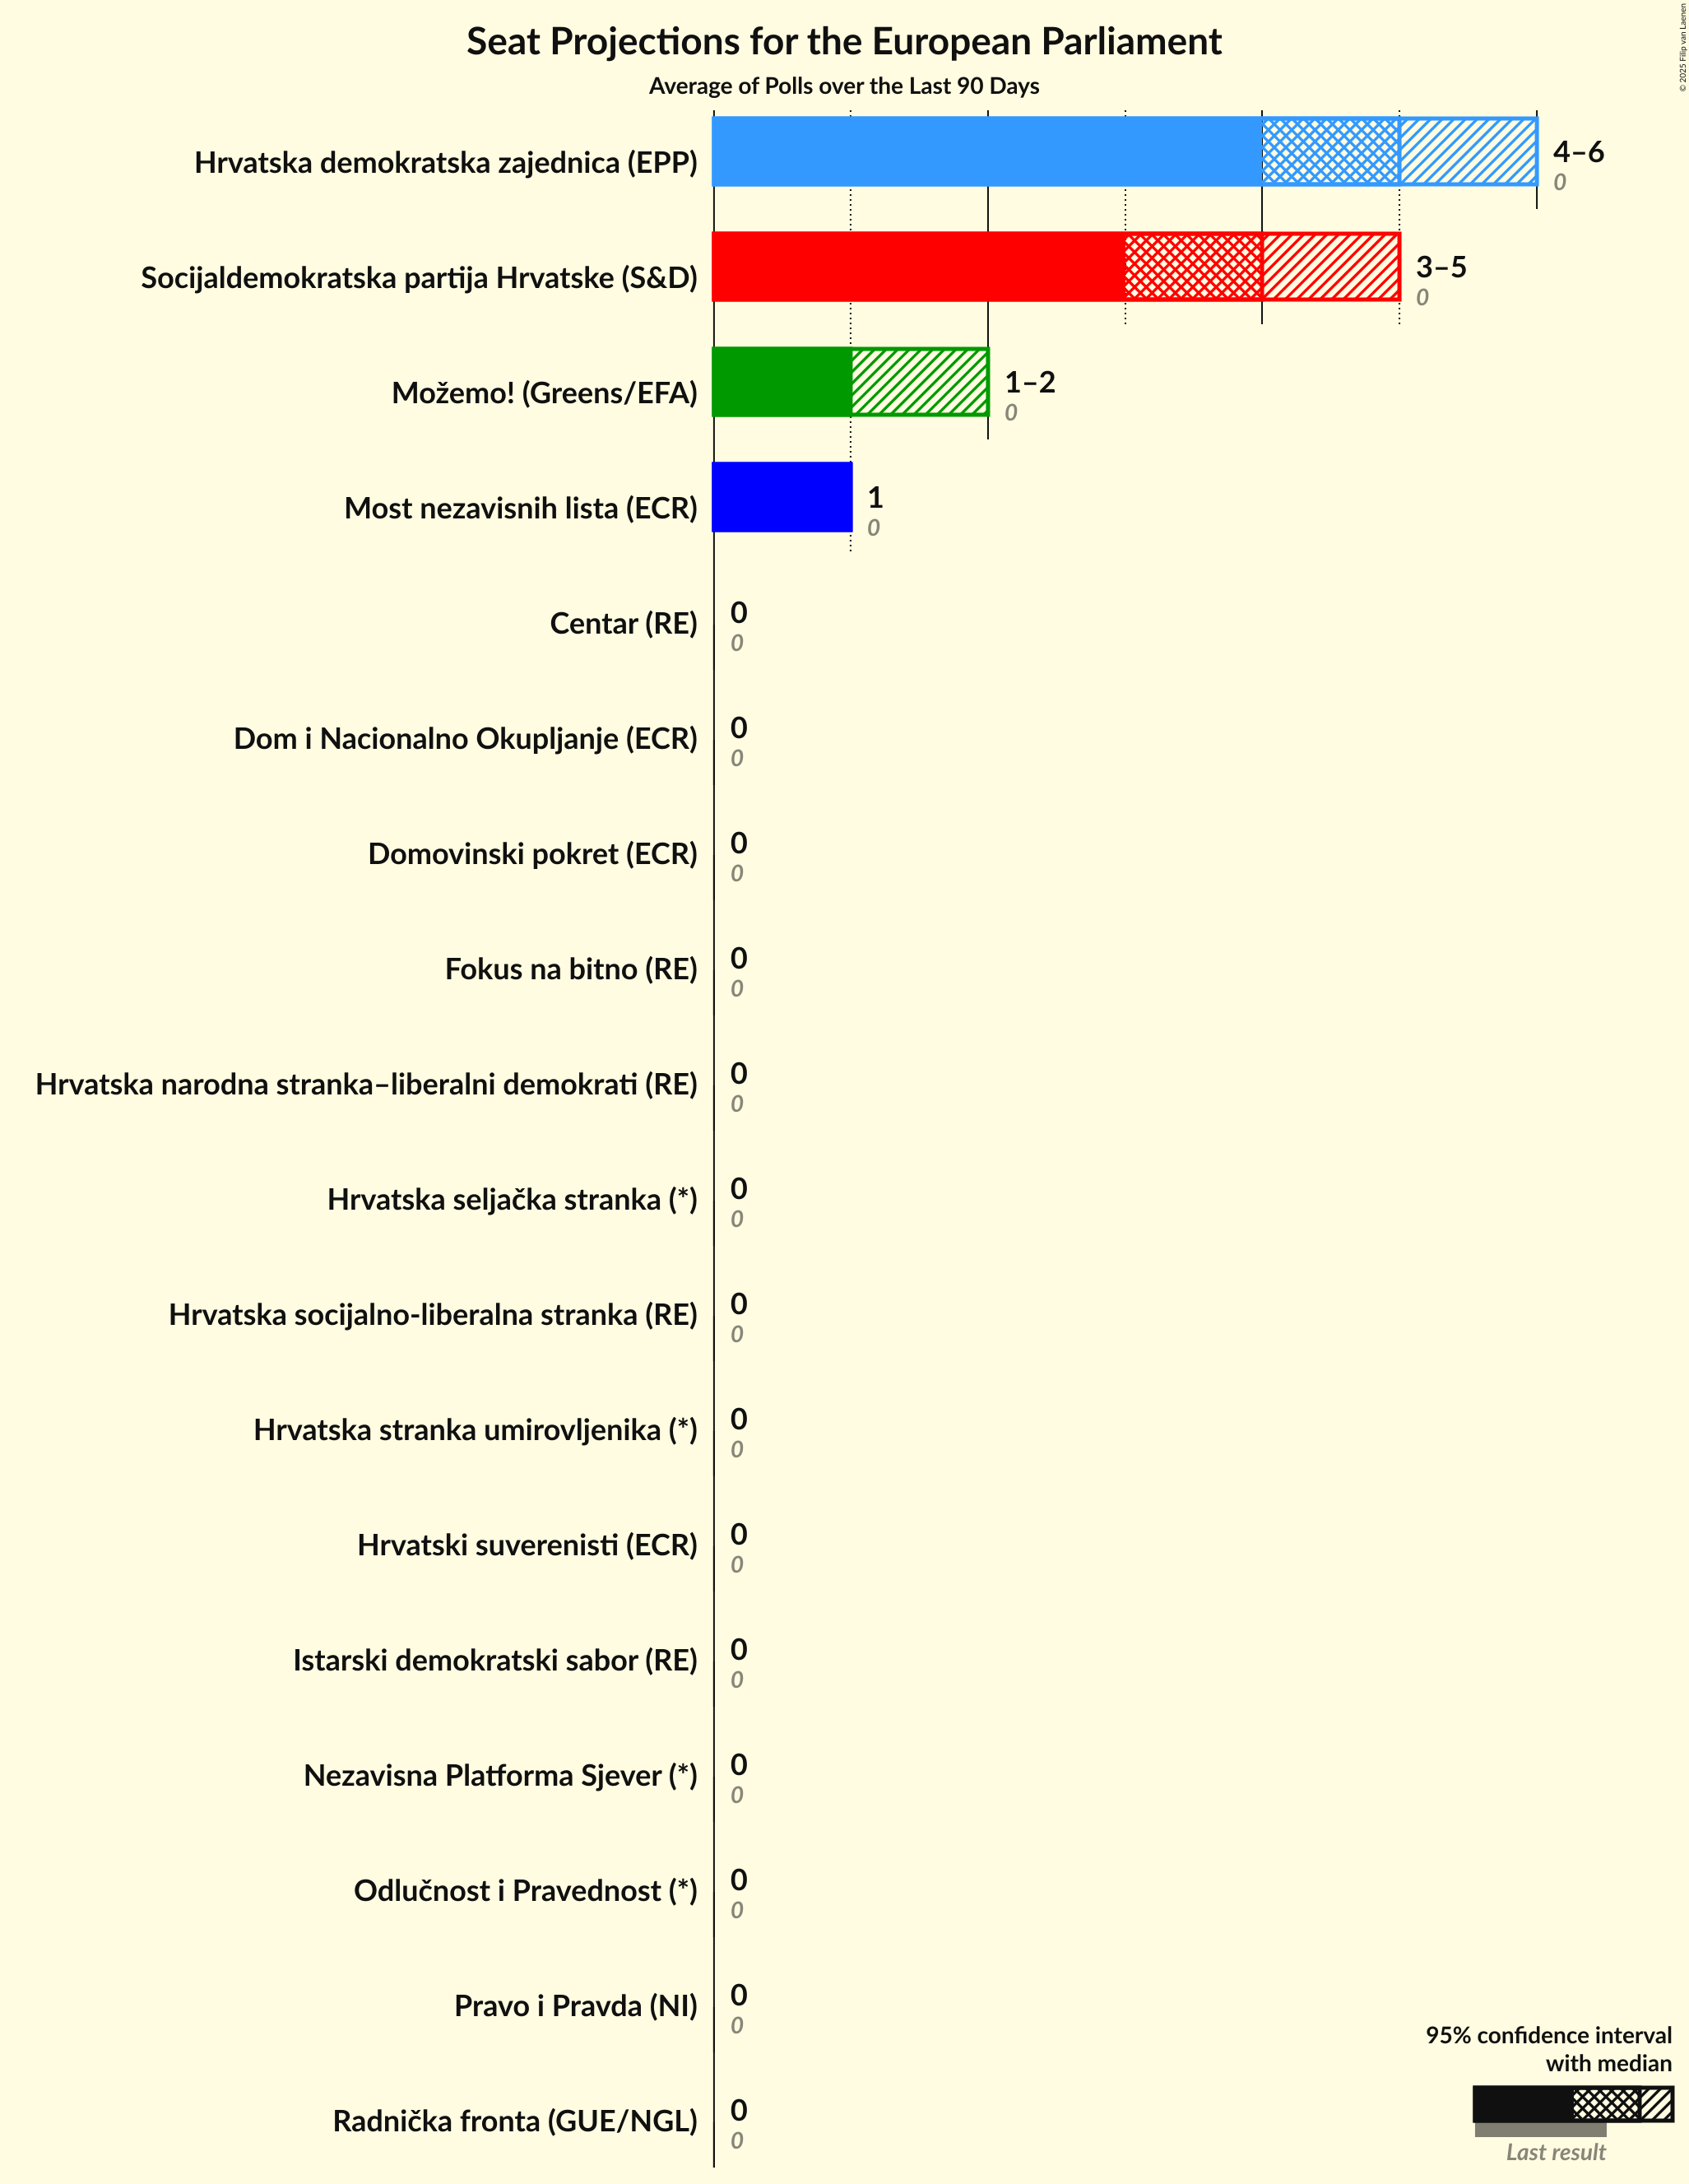 Seat Projections for the European Parliament
Average of Polls over the Last 90 Days
© 2025 Filip van Laenen
Hrvatska demokratska zajednica (EPP)
4–6
0
Socijaldemokratska partija Hrvatske (S&D)
3–5
0
Možemo! (Greens/EFA)
1–2
0
Most nezavisnih lista (ECR)
1
0
Centar (RE)
0
0
Dom i Nacionalno Okupljanje (ECR)
0
0
Domovinski pokret (ECR)
0
0
Fokus na bitno (RE)
0
0
Hrvatska narodna stranka–liberalni demokrati (RE)
0
0
Hrvatska seljačka stranka (*)
0
0
Hrvatska socijalno-liberalna stranka (RE)
0
0
Hrvatska stranka umirovljenika (*)
0
0
Hrvatski suverenisti (ECR)
0
0
Istarski demokratski sabor (RE)
0
0
Nezavisna Platforma Sjever (*)
0
0
Odlučnost i Pravednost (*)
0
0
Pravo i Pravda (NI)
0
0
Radnička fronta (GUE/NGL)
0
0
95% confidence interval
with median
Last result